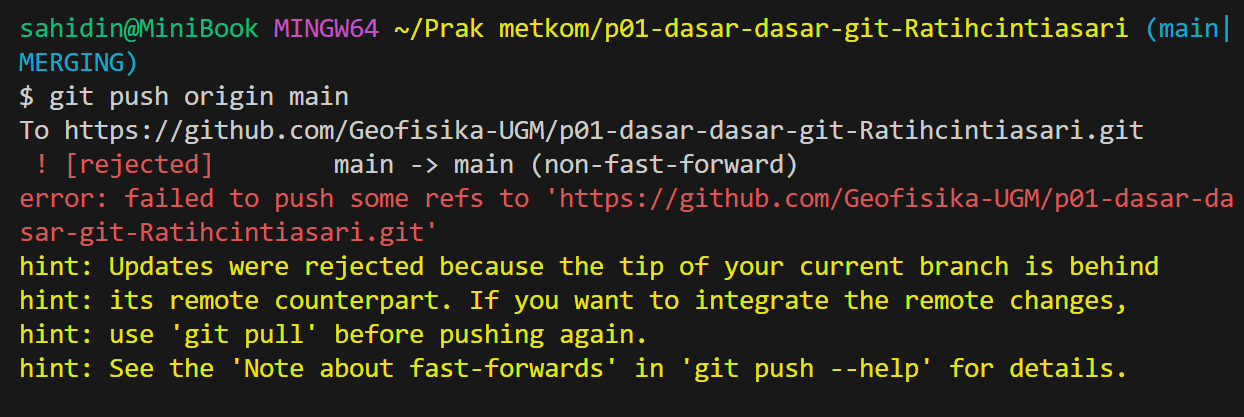 sahidin@MiniBook MINGW64 ~/Prak metkom/p01-dasar-dasar-git-Ratihcintiasari (main|
MERGING)
$ git push origin main
To https://github.com/Geofisika-UGM/p01-dasar-dasar-git-Ratihcintiasari.git
 ! [rejected]        main -> main (non-fast-forward)
error: failed to push some refs to 'https://github.com/Geofisika-UGM/p01-dasar-da
sar-git-Ratihcintiasari.git'
hint: Updates were rejected because the tip of your current branch is behind
hint: its remote counterpart. If you want to integrate the remote changes,
hint: use 'git pull' before pushing again.
hint: See the 'Note about fast-forwards' in 'git push --help' for details.